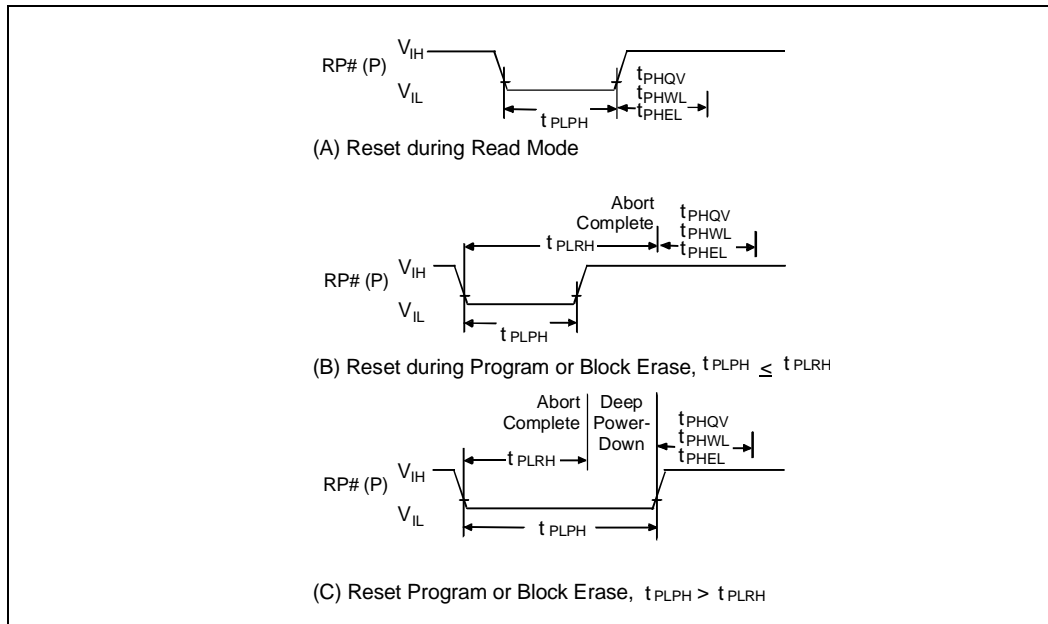 RP# (P)
VIH
VIL
tPLPH
tPHQV
tPHWL
tPHEL
(A) Reset during Read Mode
Abort
Complete
tPLRH
tPHQV
tPHWL
tPHEL
RP# (P)
VIH
VIL
tPLPH
(B) Reset during Program or Block Erase, tPLPH ≤ tPLRH
Abort
Complete
Deep
Power-
Down
tPLRH
tPHQV
tPHWL
tPHEL
RP# (P)
VIH
VIL
tPLPH
(C) Reset Program or Block Erase, tPLPH > tPLRH